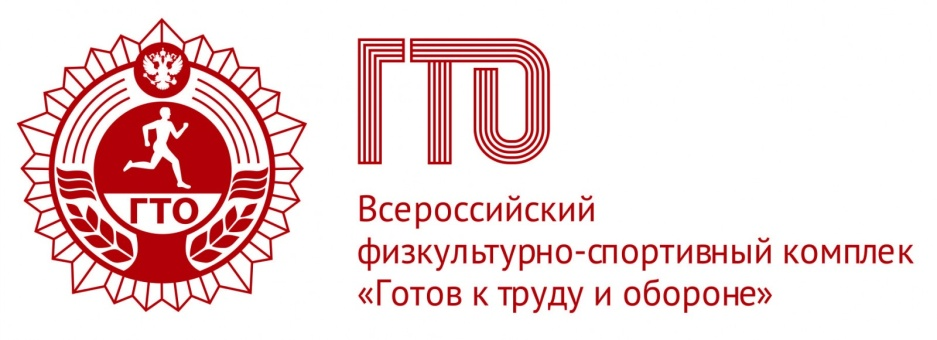 ГТО
ГТО
Всероссийский
физкультурно-спортивный комплек
«Готов к труду и обороне»